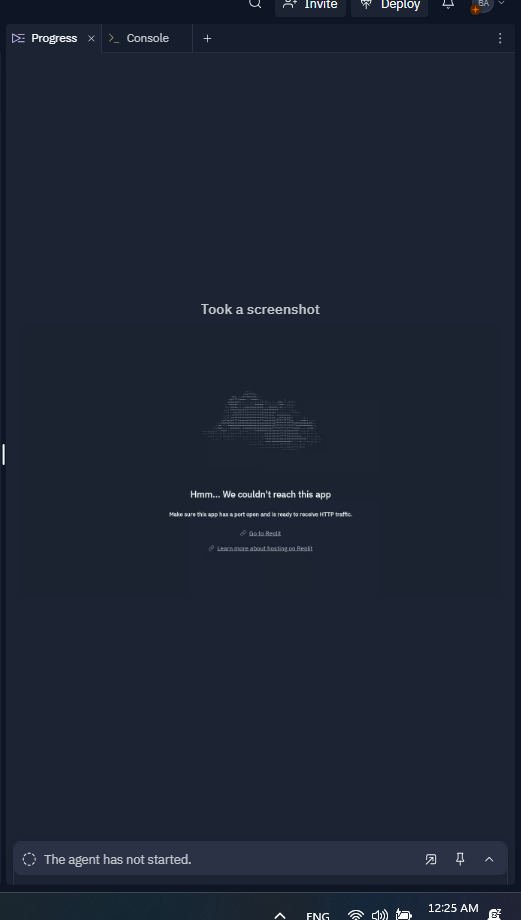 Invite
Deploy
BA
Progress
Console
Took a screenshot
Hmm... We couldn't reach this app
Make sure this app has a port open and is ready to receive HTTP traffic.
Go to Replit
Learn more about hosting on Replit
The agent has not started.
ENG
12:25 AM